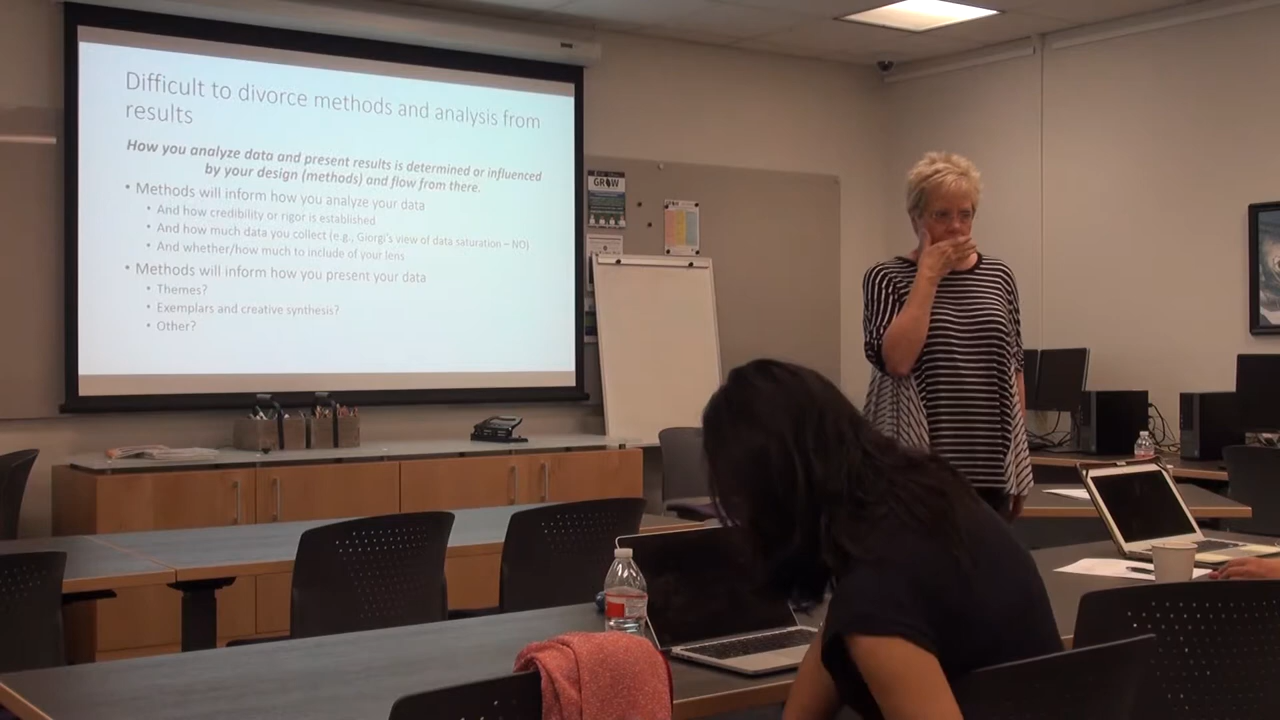 Difficult to divorce methods and analysis from
results
How you analyze data and present results is determined or influenced
by your design (methods) and flow from there.
• Methods will inform how you analyze your data
• And how credibility or rigor is established
• And how much data you collect (e.g., Giorgi's view of data saturation – NO)
• And whether/how much to include of your lens
• Methods will inform how you present your data
• Themes?
• Exemplars and creative synthesis?
• Other?
GROW